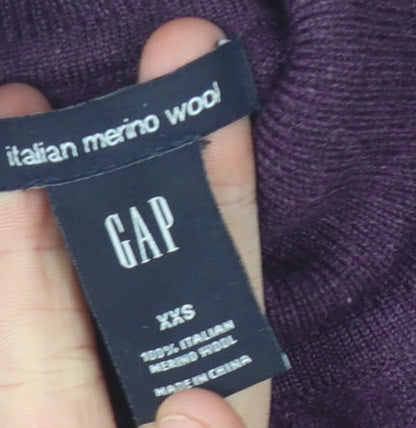 italian merino wool
GAP
XXS
100% ITALIAN
MERINO WOOL
MADE IN CHINA